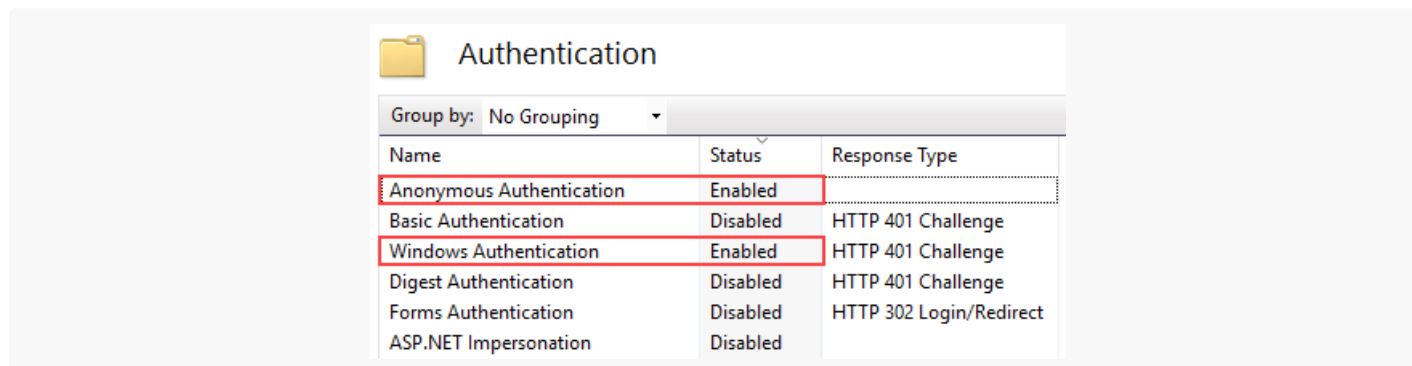 Authentication
Group by: No Grouping
Name Status Response Type
Anonymous Authentication Enabled
Basic Authentication Disabled HTTP 401 Challenge
Windows Authentication Enabled HTTP 401 Challenge
Digest Authentication Disabled HTTP 401 Challenge
Forms Authentication Disabled HTTP 302 Login/Redirect
ASP.NET Impersonation Disabled